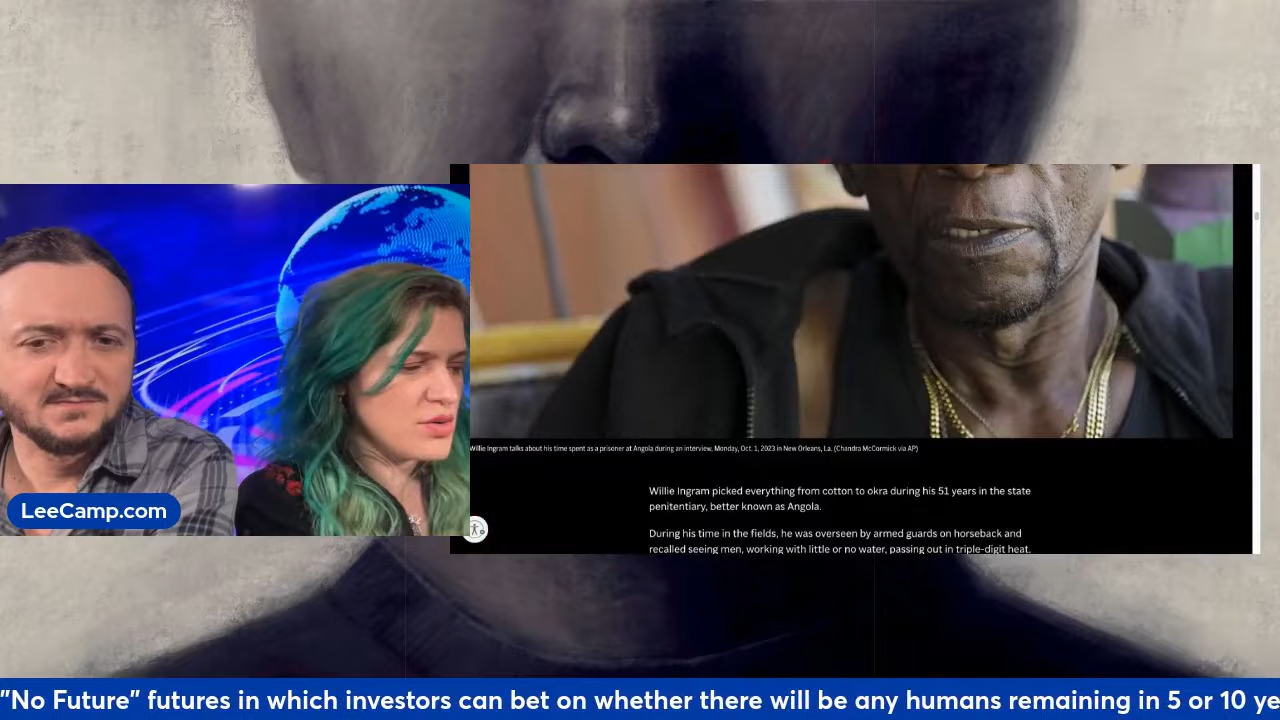 LeeCamp.com
Willie Ingram talks about his time spent as a prisoner at Angola during an interview, Monday, Oct. 1, 2023 in New Orleans, La. (Chandra McCormick via AP)
Willie Ingram picked everything from cotton to okra during his 51 years in the state
penitentiary, better known as Angola.
During his time in the fields, he was overseen by armed guards on horseback and
recalled seeing men, working with little or no water, passing out in triple-digit heat.
"No Future" futures in which investors can bet on whether there will be any humans remaining in 5 or 10 ye